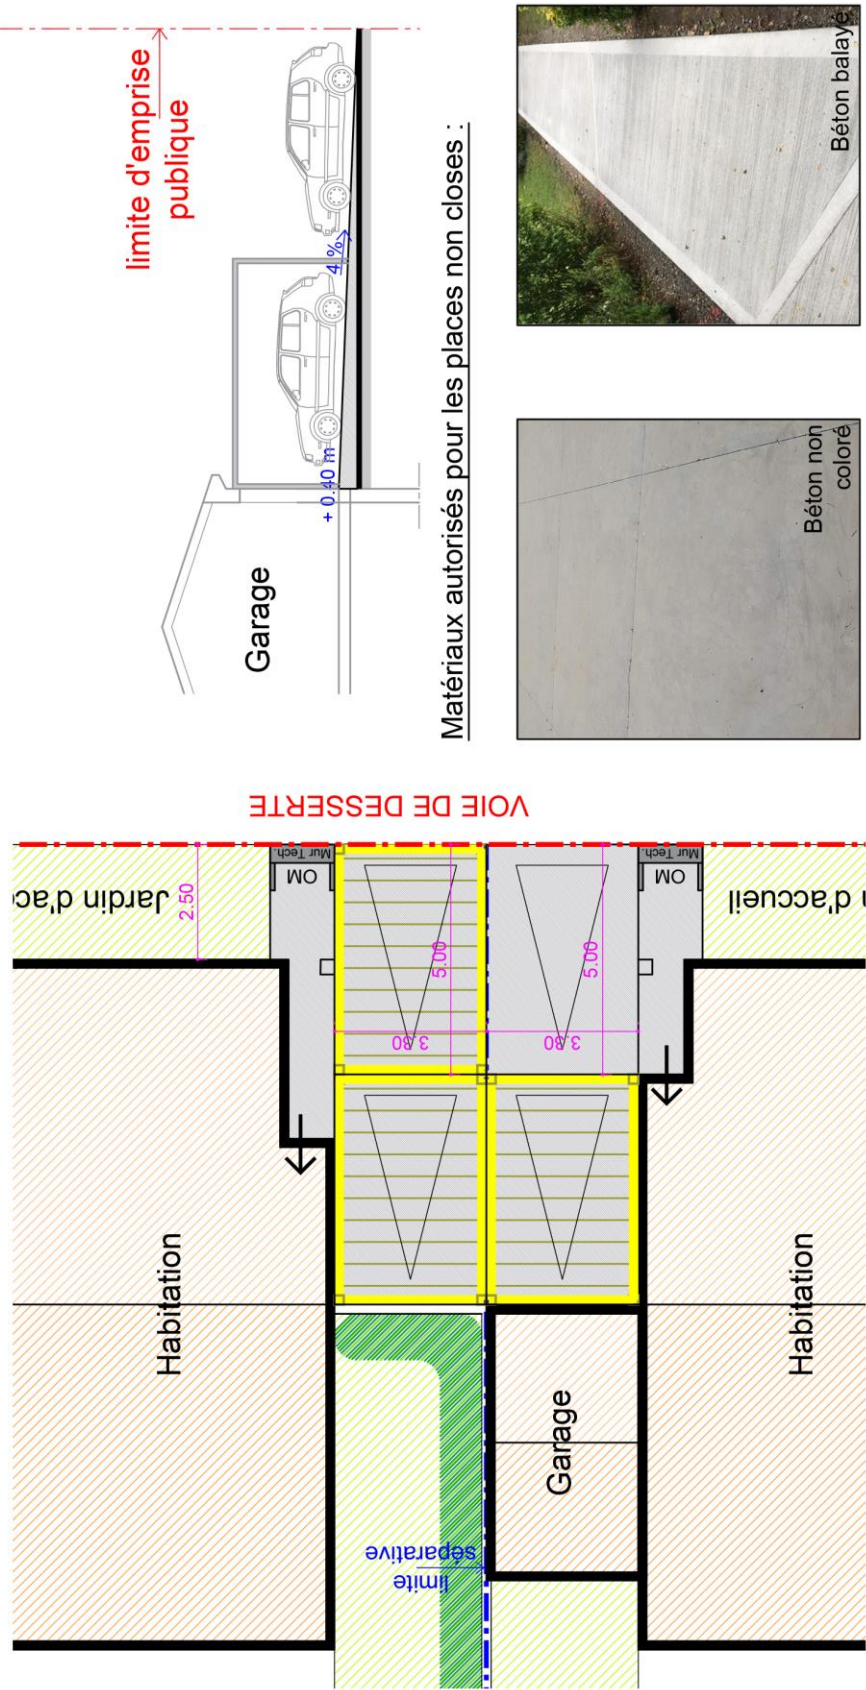 limite d'emprise
publique
4 %
+ 0.40 m
Garage
Matériaux autorisés pour les places non closes :
Béton non
coloré
Béton balayé
VOIE DE DESSERTE
Jardin d'ac
2.50
Mur Tech.
OM
5.00
3.80
5.00
3.80
Mur Tech.
OM
n d'accueil
Habitation
Habitation
Garage
limite
séparative